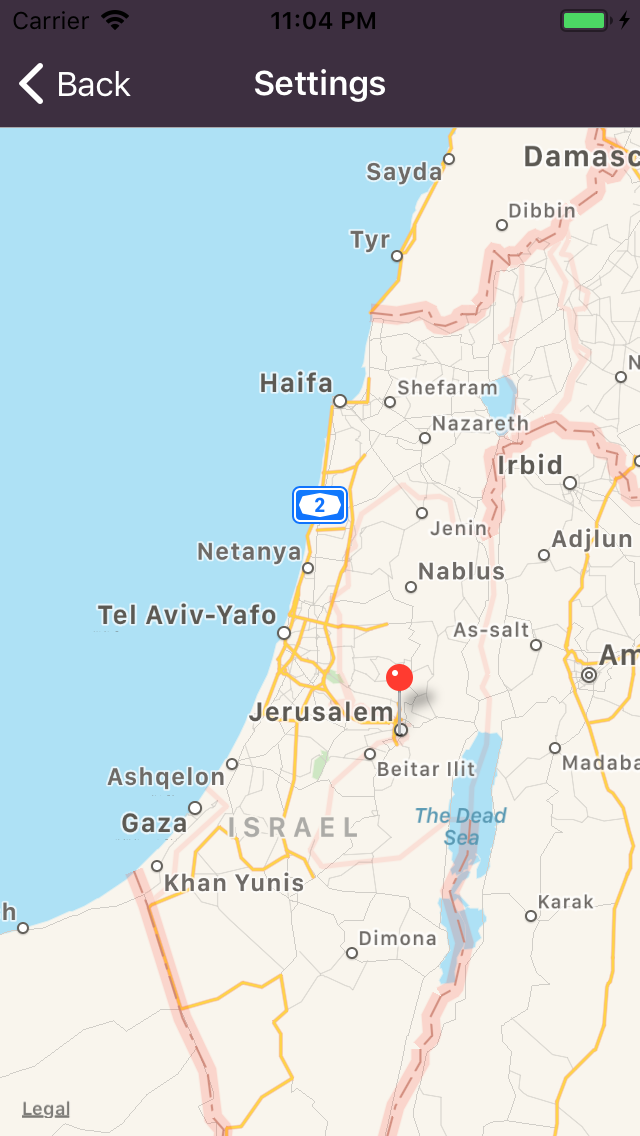 Carrier 11:04 PM
Back Settings
Damasc
Sayda
Dibbin
Tyr
Haifa
Shefaram
N
Nazareth
Irbid
2
Jenin
Netanya
Adjlun
Nablus
Tel Aviv-Yafo
As-salt
Am
Jerusalem
Beitar Ilit
Madaba
Ashqelon
The Dead
Sea
Gaza
ISRAEL
Khan Yunis
Karak
h
Dimona
Legal